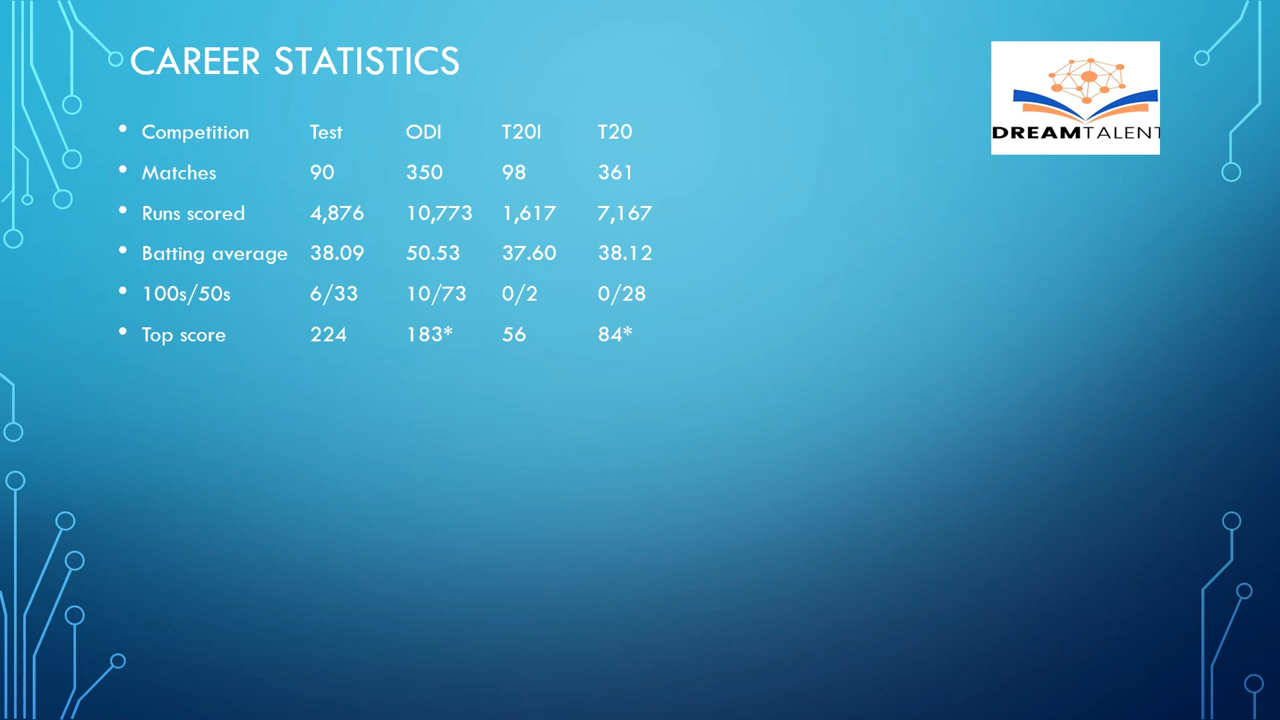 CAREER STATISTICS
DREAMTALENT
Competition Test ODI T20I T20
Matches 90 350 98 361
Runs scored 4,876 10,773 1,617 7,167
Batting average 38.09 50.53 37.60 38.12
100s/50s 6/33 10/73 0/2 0/28
Top score 224 183* 56 84*